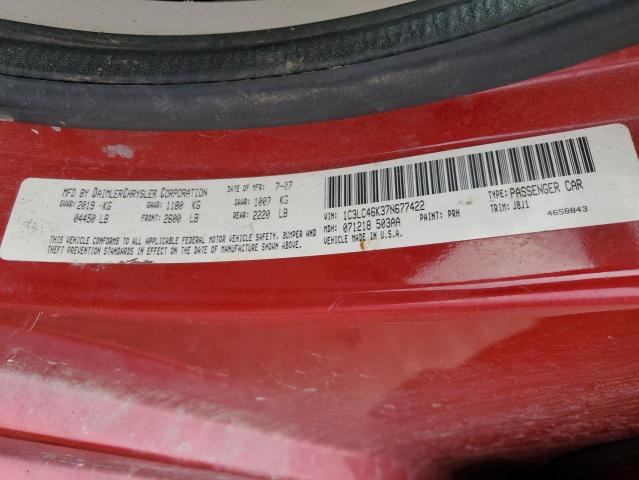 MFD BY DAIMLERCHRYSLER CORPORATION DATE OF MFR: 7-07
GVWR: 2019 -KG GAWR: 1180 KG GAWR: 1007 KG
04450 LB FRONT: 2600 LB REAR: 2220 LB
THIS VEHICLE CONFORMS TO ALL APPLICABLE FEDERAL MOTOR VEHICLE SAFETY, BUMPER AND
THEFT PREVENTION STANDARDS IN EFFECT ON THE DATE OF MANUFACTURE SHOWN ABOVE.
VIN: 1C3LC46K37N677422 TYPE: PASSENGER CAR
MDH: 071218 503AA PAINT: PRH TRIM: J8J1
VEHICLE MADE IN U.S.A. 4658843